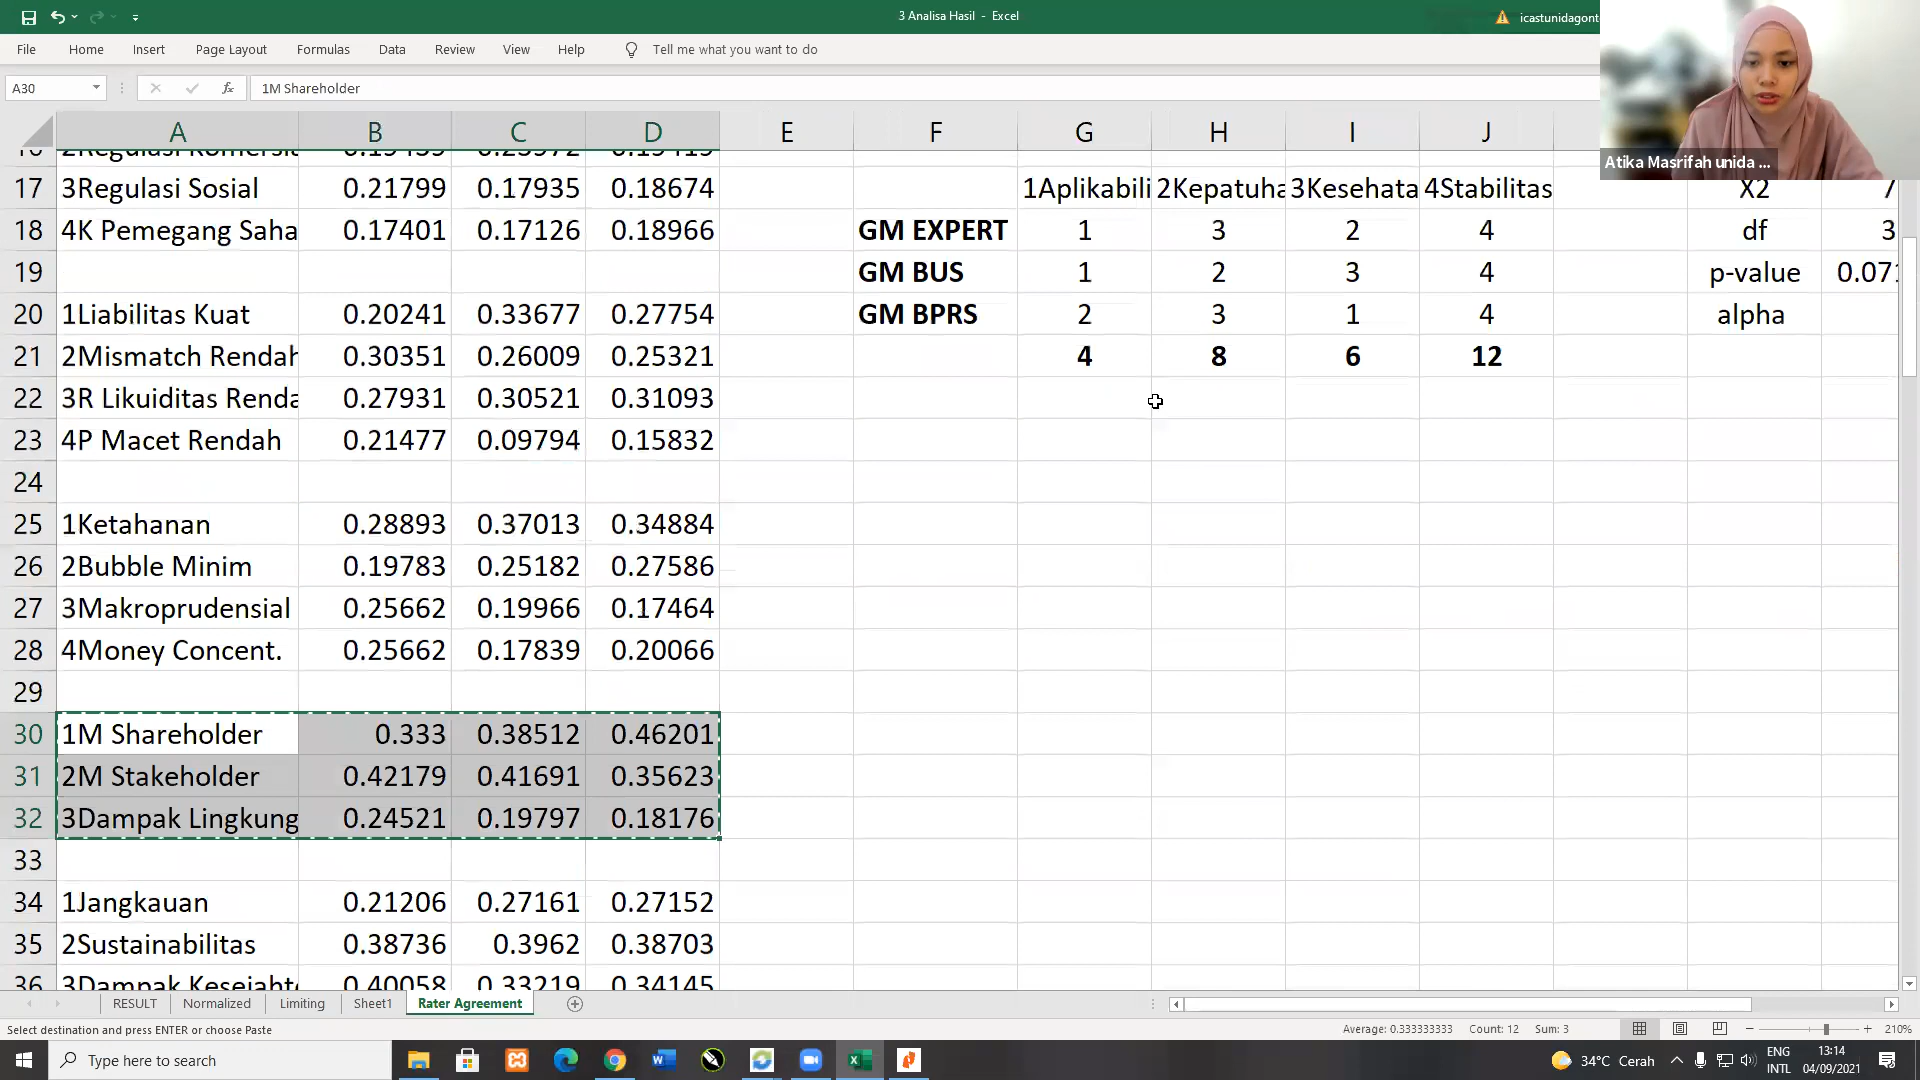 3 Analisa Hasil - Excel
icastunidagont
File Home Insert Page Layout Formulas Data Review View Help Tell me what you want to do
A30 fx 1M Shareholder
Atika Masrifah unida ...
A B C D E F G H I J
17 3Regulasi Sosial 0.21799 0.17935 0.18674 1Aplikabili 2Kepatuha 3Kesehata 4Stabilitas X2 7
18 4K Pemegang Saha 0.17401 0.17126 0.18966 GM EXPERT 1 3 2 4 df 3
19 GM BUS 1 2 3 4 p-value 0.071
20 1Liabilitas Kuat 0.20241 0.33677 0.27754 GM BPRS 2 3 1 4 alpha
21 2Mismatch Rendah 0.30351 0.26009 0.25321 4 8 6 12
22 3R Likuiditas Renda 0.27931 0.30521 0.31093
23 4P Macet Rendah 0.21477 0.09794 0.15832
24
25 1Ketahanan 0.28893 0.37013 0.34884
26 2Bubble Minim 0.19783 0.25182 0.27586
27 3Makroprudensial 0.25662 0.19966 0.17464
28 4Money Concent. 0.25662 0.17839 0.20066
29
30 1M Shareholder 0.333 0.38512 0.46201
31 2M Stakeholder 0.42179 0.41691 0.35623
32 3Dampak Lingkung 0.24521 0.19797 0.18176
33
34 1Jangkauan 0.21206 0.27161 0.27152
35 2Sustainabilitas 0.38736 0.3962 0.38703
36 3Dampak Kesejaht 0.40058 0.33219 0.34145
RESULT Normalized Limiting Sheet1 Rater Agreement
Select destination and press ENTER or choose Paste Average: 0.333333333 Count: 12 Sum: 3 210%
Type here to search 34°C Cerah ENG INTL 13:14 04/09/2021